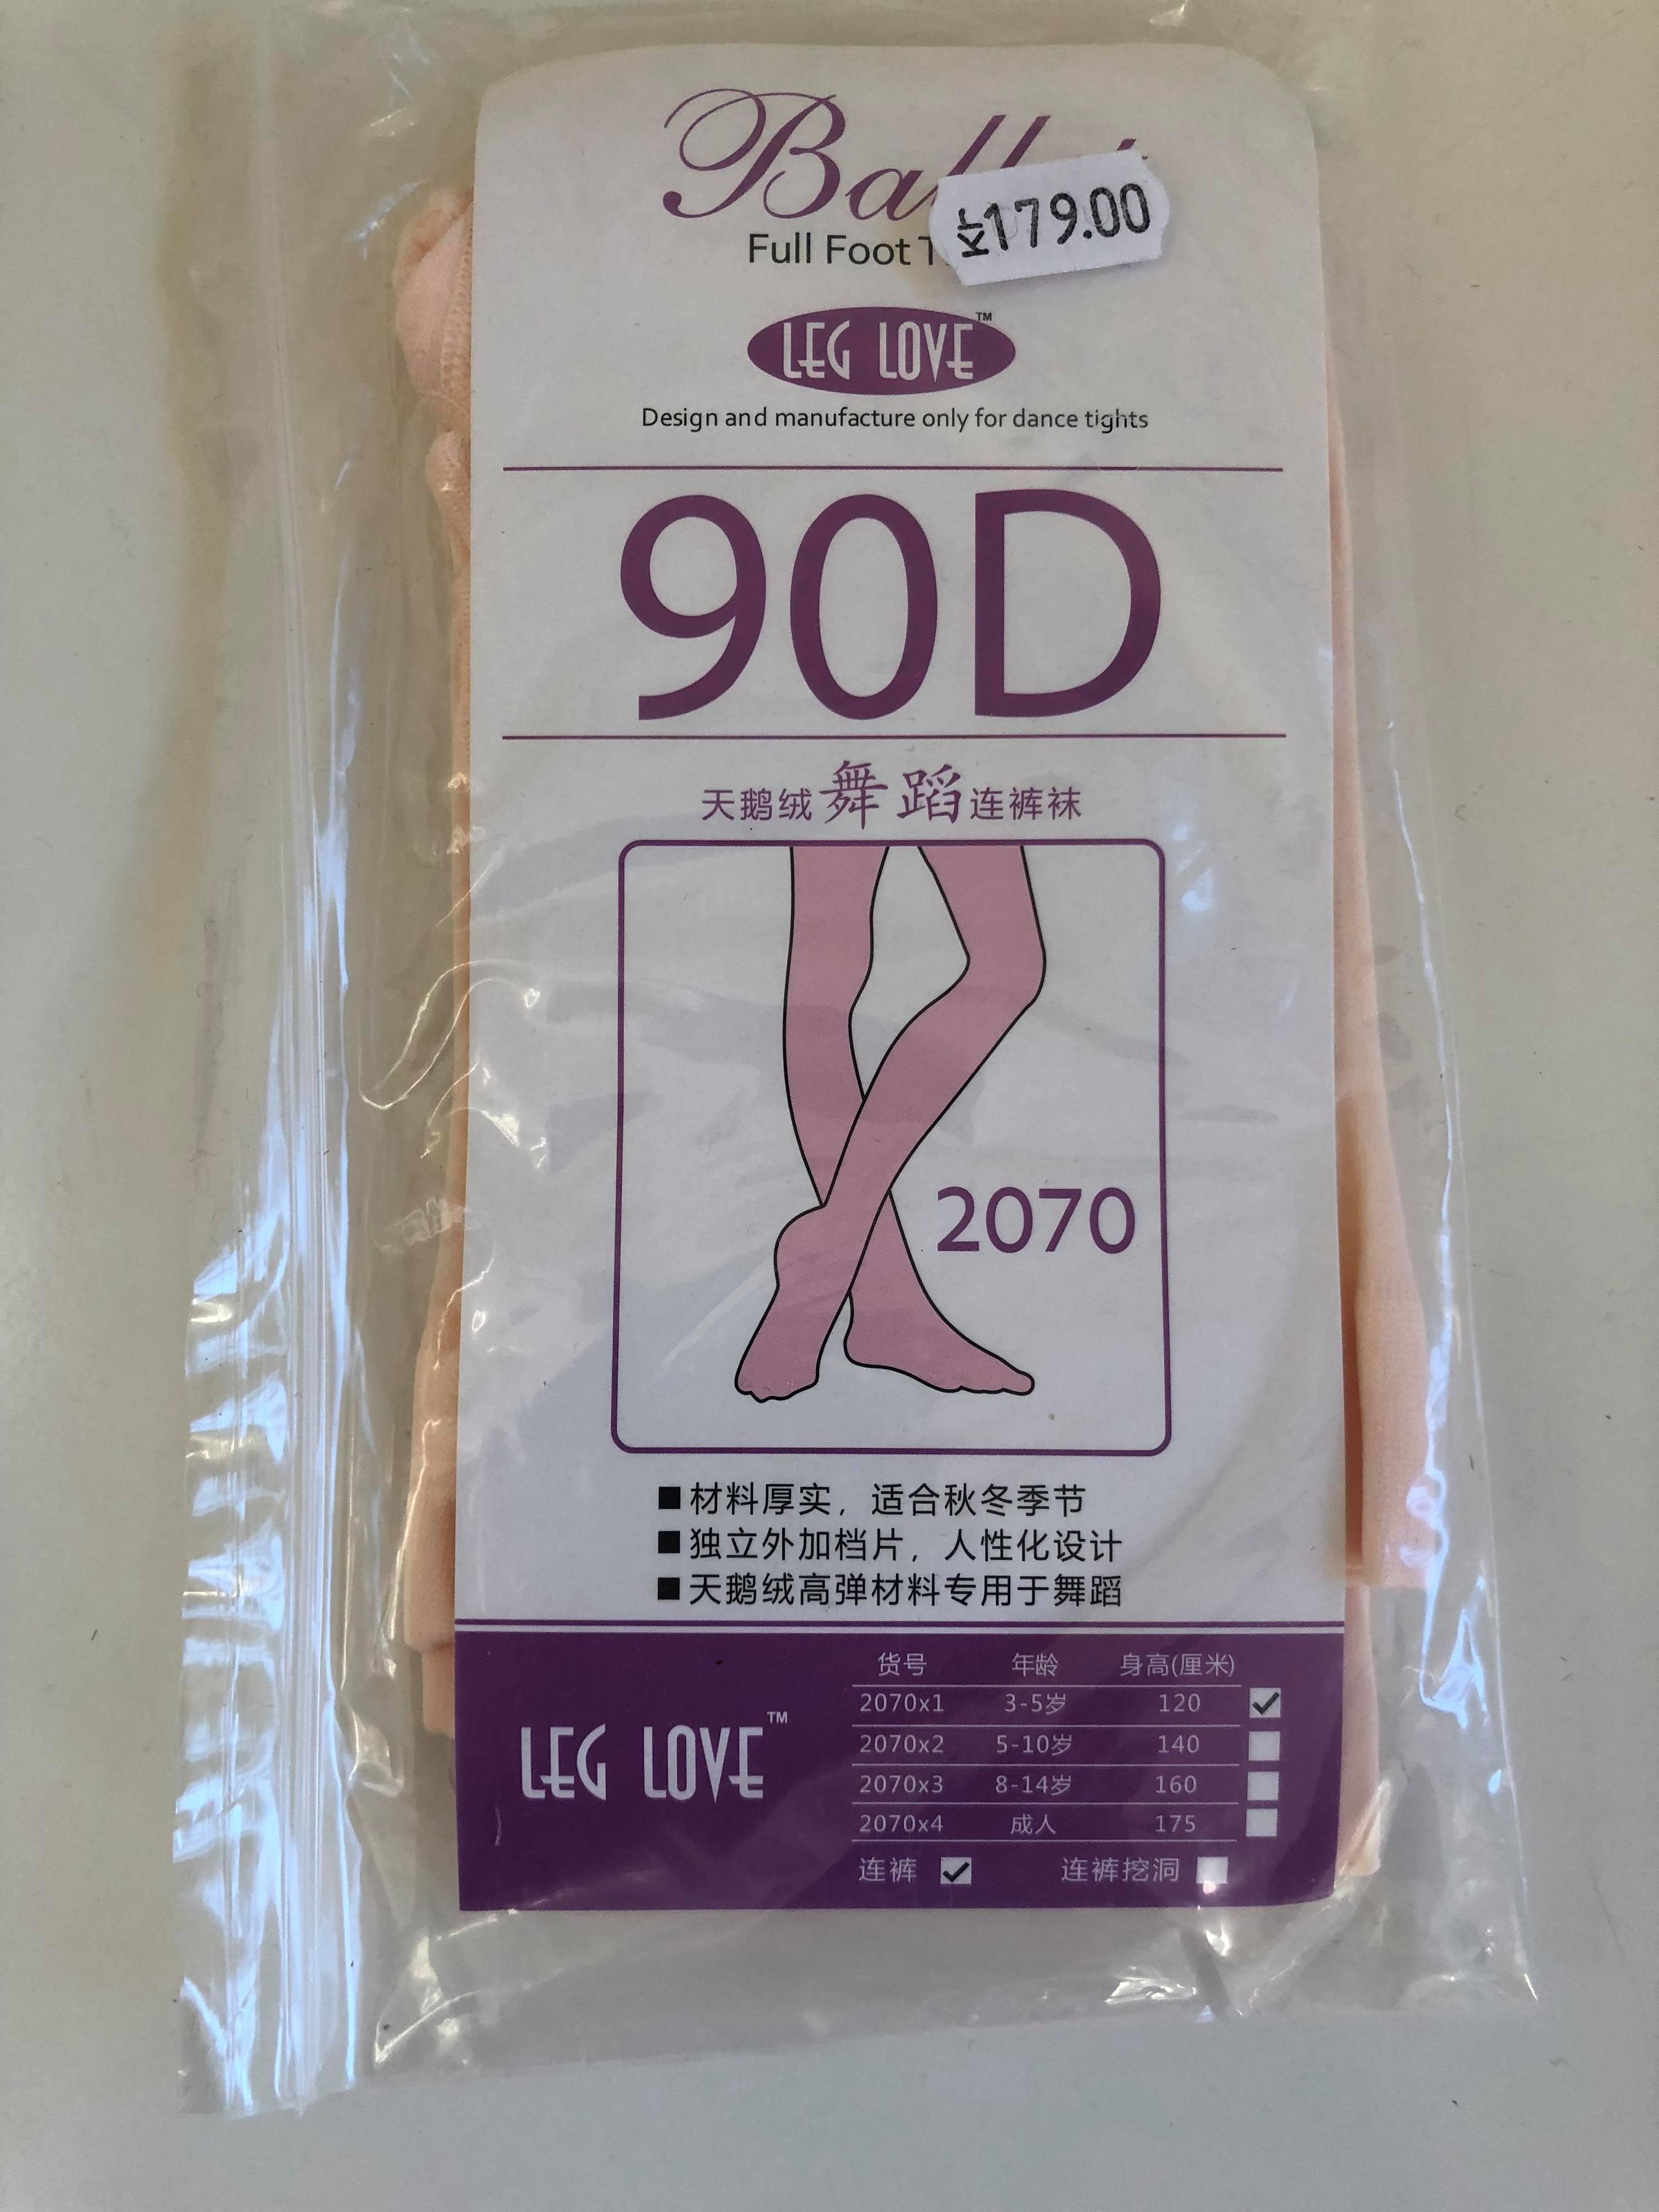 Ballet
Kr179.00
Full Foot
LEG LOVE™
Design and manufacture only for dance tights
90D
天鹅绒舞蹈连裤袜
2070
■材料厚实，适合秋冬季节
■独立外加档片，人性化设计
■天鹅绒高弹材料专用于舞蹈
LEG LOVE™
货号 年龄 身高(厘米)
2070x1 3-5岁 120
2070x2 5-10岁 140
2070x3 8-14岁 160
2070x4 成人 175
连裤 连裤挖洞